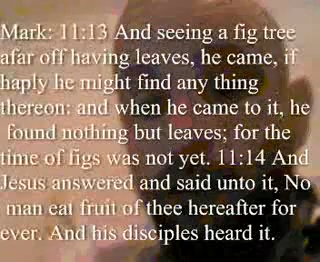 Mark: 11:13 And seeing a fig tree
afar off having leaves, he came, if
haply he might find any thing
thereon: and when he came to it, he
found nothing but leaves; for the
time of figs was not yet. 11:14 And
Jesus answered and said unto it, No
man eat fruit of thee hereafter for
ever. And his disciples heard it.